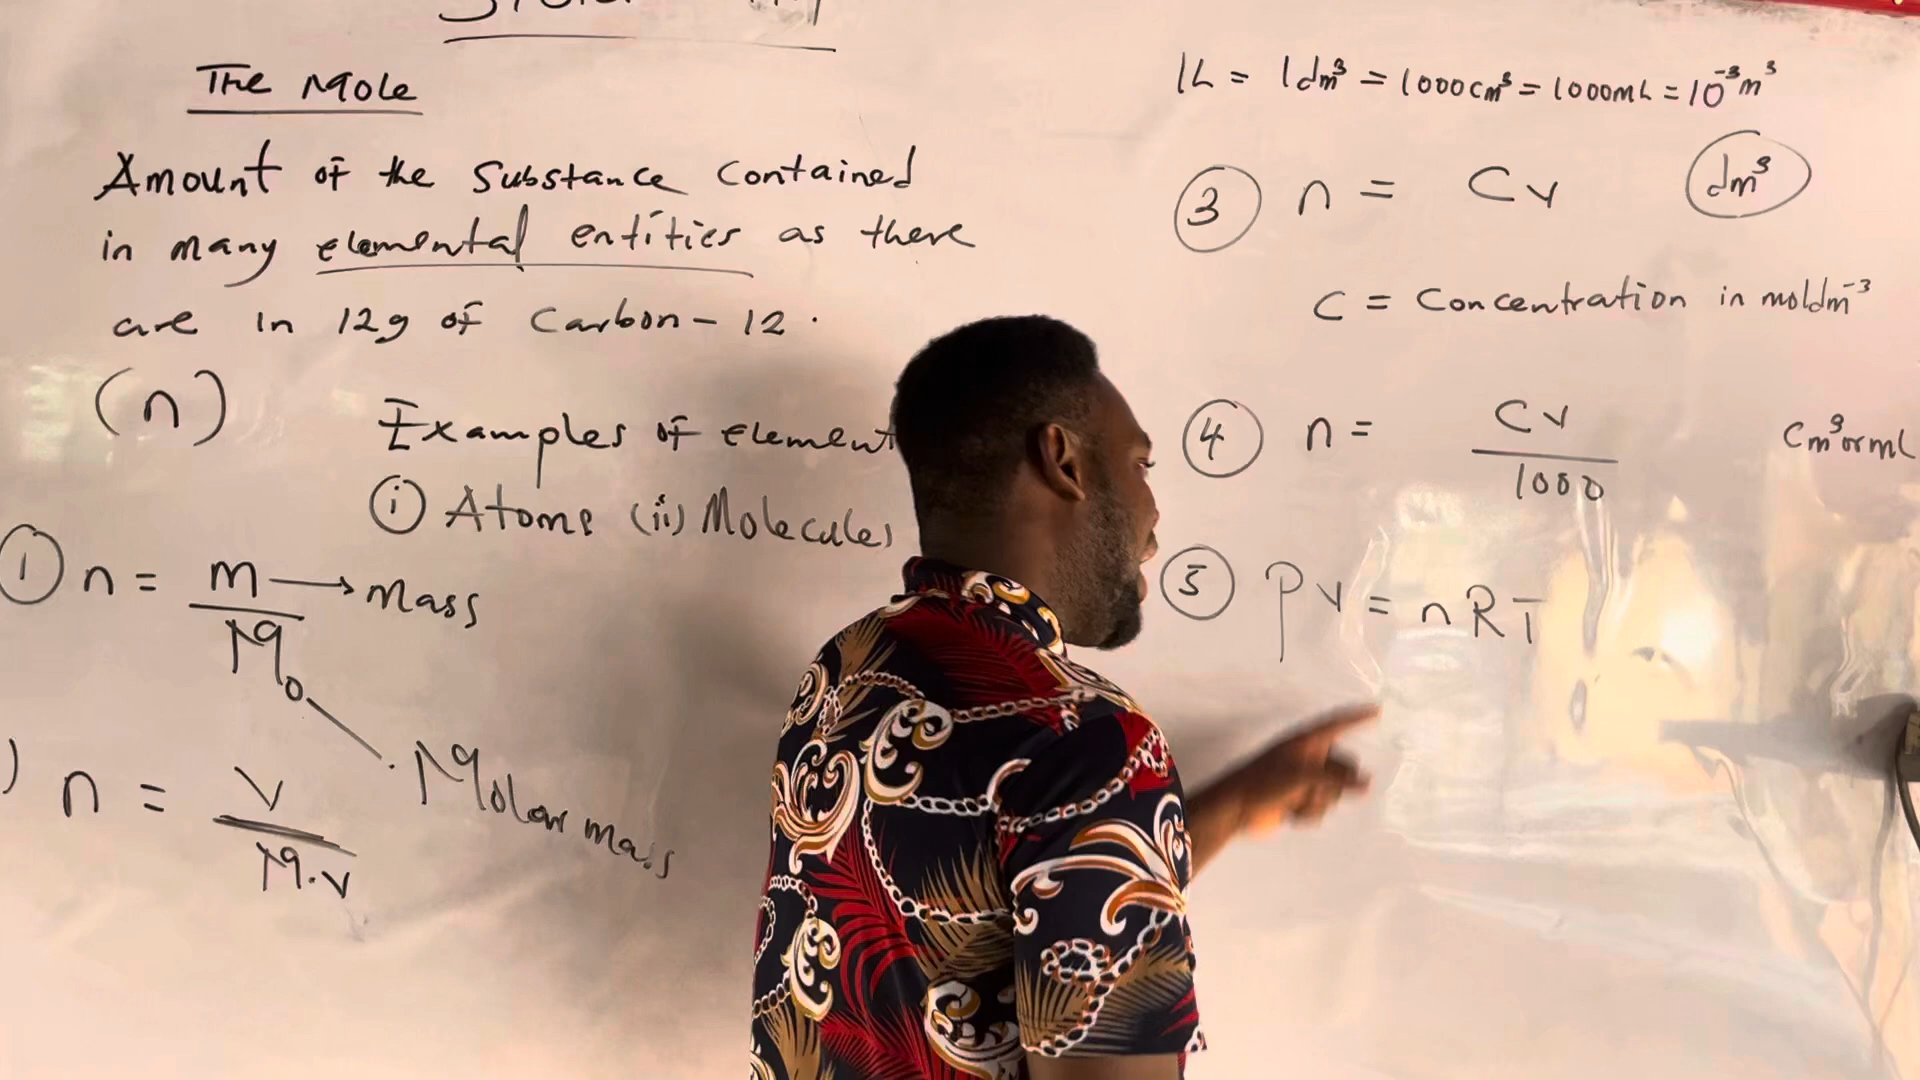 The Mole
Amount of the Substance Contained
in many elemental entities as there
are in 12g of Carbon-12.
(n)
Examples of element
(i) Atoms (ii) Molecules
① n = m/M₀ → mass
Molar mass
) n = V/M.V
1L = 1dm³ = 1000cm³ = 1000mL = 10⁻³m³
③ n = CV dm³
C = Concentration in moldm⁻³
④ n = CV/1000 cm³ or mL
⑤ PV = nRT